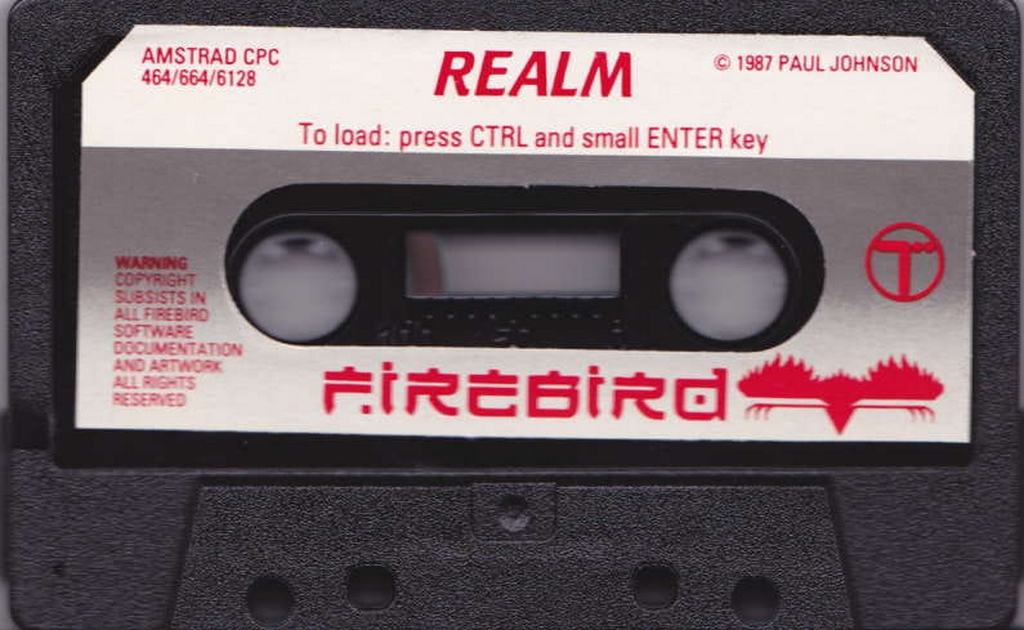 AMSTRAD CPC
464/664/6128
REALM
© 1987 PAUL JOHNSON
To load: press CTRL and small ENTER key
WARNING
COPYRIGHT
SUBSISTS IN
ALL FIREBIRD
SOFTWARE
DOCUMENTATION
AND ARTWORK
ALL RIGHTS
RESERVED
T
FIREBIRD